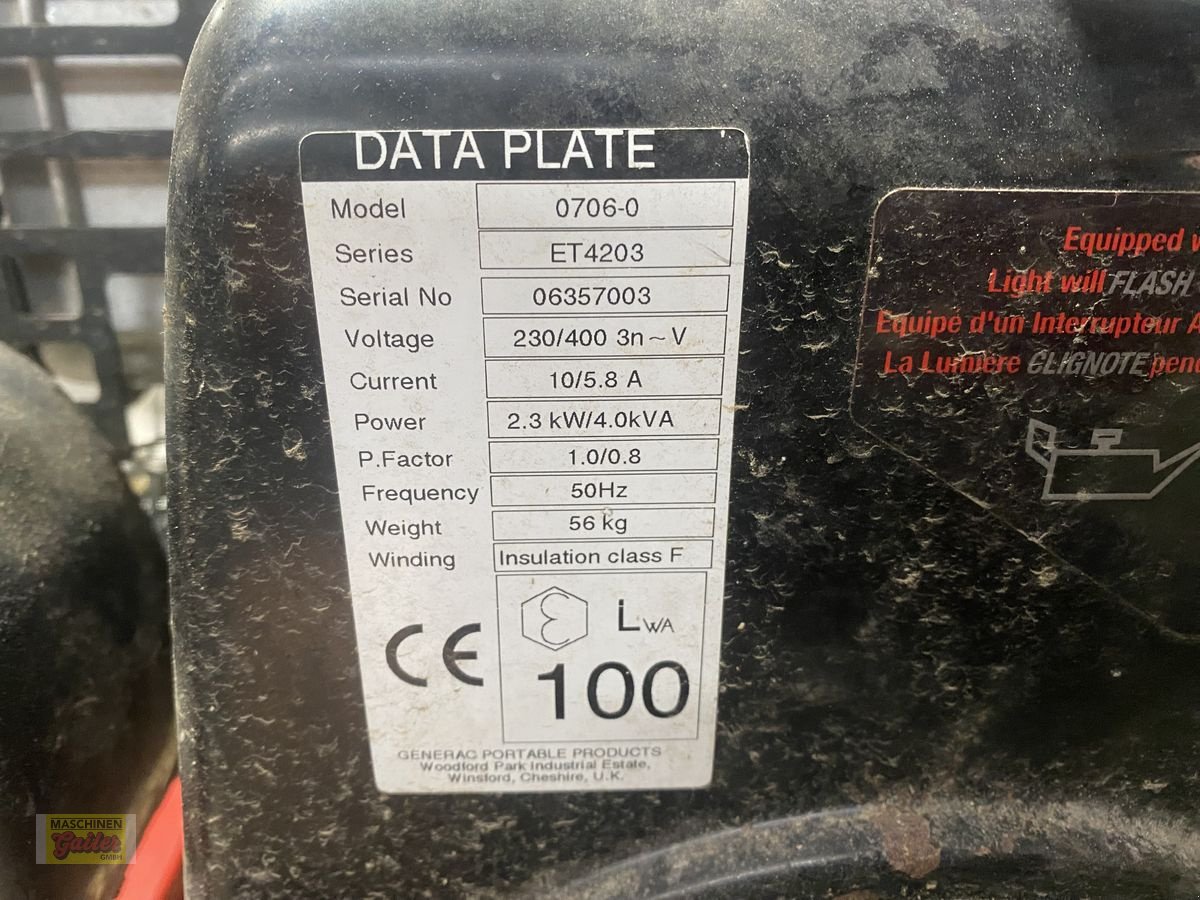 DATA PLATE
Model 0706-0
Series ET4203
Serial No 06357003
Voltage 230/400 3n~V
Current 10/5.8 A
Power 2.3 kW/4.0kVA
P.Factor 1.0/0.8
Frequency 50Hz
Weight 56 kg
Winding Insulation class F
CE
LWA
100
GENERAC PORTABLE PRODUCTS
Woodford Park Industrial Estate,
Winsford, Cheshire, U.K.
Equipped
Light will FLASH
Equipé d'un Interrupteur
La Lumière CLIGNOTE
MASCHINEN
Gailer
GMBH